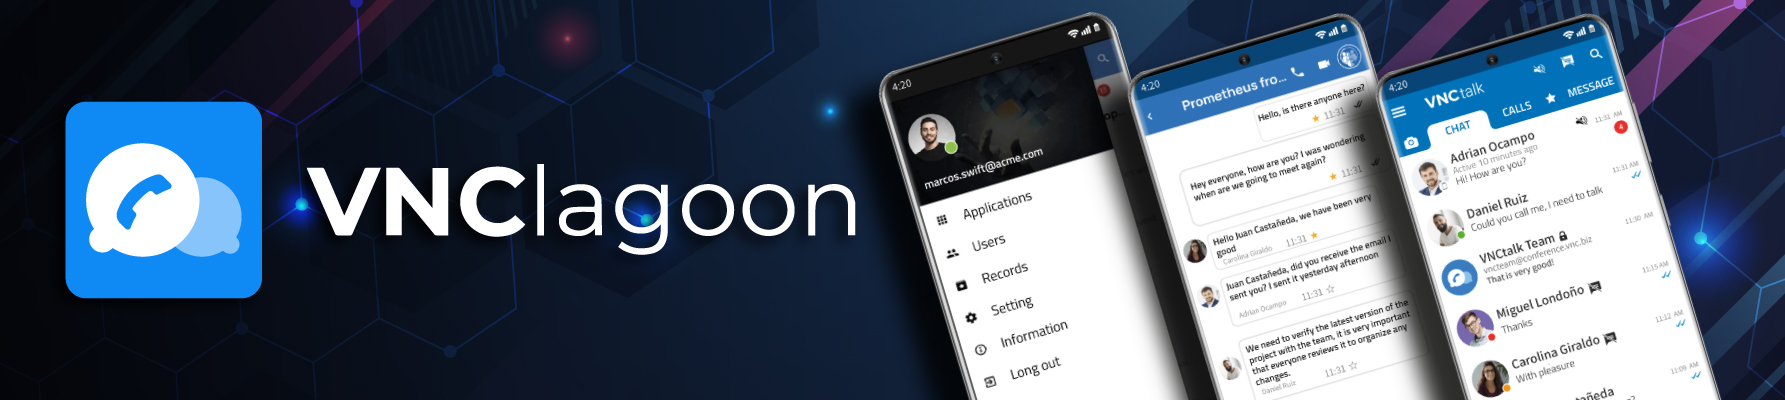 VNClagoon
4:20
marcos.swift@acme.com
Applications
Users
Records
Setting
Information
Long out
4:20
Prometheus fro...
Hello, is there anyone here?
11:31
Hey everyone, how are you? I was wondering
when are we going to meet again?
11:31
Hello Juan Castañeda, we have been very
good
Carolina Giraldo
11:31
Juan Castañeda, did you receive the email I
sent you? I sent it yesterday afternoon
Adrian Ocampo
11:31
We need to verify the latest version of the
project with the team, it is very important
that everyone reviews it to organize any
changes.
Daniel Ruiz
11:31
4:20
VNCtalk
CHAT
CALLS
MESSAGE
Adrian Ocampo
11:31 AM
Active 10 minutes ago
4
Hi! How are you?
Daniel Ruiz
11:31 AM
Could you call me, I need to talk
VNCtalk Team
11:30 AM
vncteam@conference.vnc.biz
That is very good!
Miguel Londoño
11:15 AM
Thanks
Carolina Giraldo
11:12 AM
With pleasure
11:09 AM